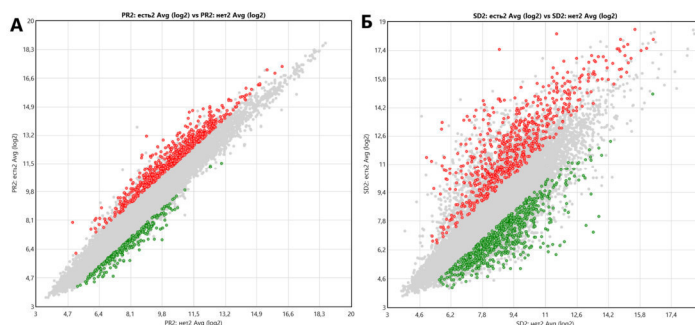 А
PR2: есть2 Avg (log2) vs PR2: нет2 Avg (log2)
20
18,3
16,6
14,9
13,2
11,5
9,8
8,1
6,4
4,7
3
PR2: есть2 Avg (log2)
3 4,7 6,4 8,1 9,8 11,5 13,2 14,9 16,6 18,3 20
PR2: нет2 Avg (log2)
Б
SD2: есть2 Avg (log2) vs SD2: нет2 Avg (log2)
19
17,4
15,8
14,2
12,6
11
9,4
7,8
6,2
4,6
3
SD2: есть2 Avg (log2)
3 4,6 6,2 7,8 9,4 11 12,6 14,2 15,8 17,4
SD2: нет2 Avg (log2)